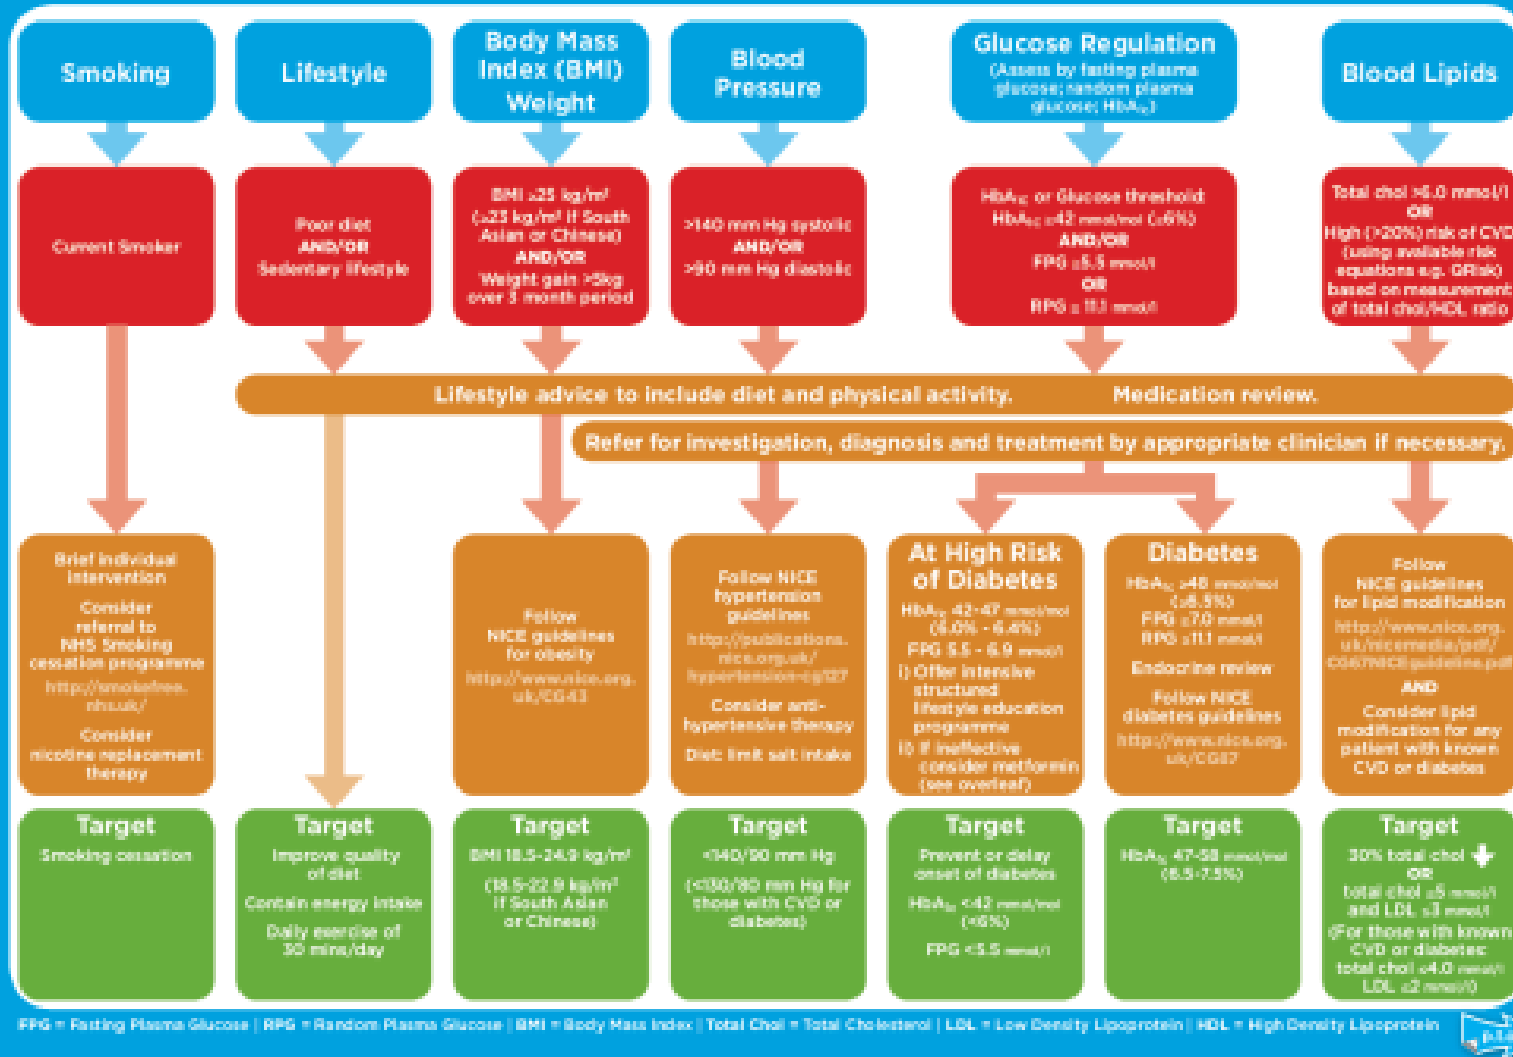 Smoking
Lifestyle
Body Mass
Index (BMI)
Weight
Blood
Pressure
Glucose Regulation
(Assess by fasting plasma
glucose; random plasma
glucose; HbA1c)
Blood Lipids
Current Smoker
Poor diet
AND/OR
Sedentary lifestyle
BMI ≥25 kg/m²
(≥23 kg/m² if South
Asian or Chinese)
AND/OR
Weight gain >5kg
over 3 month period
>140 mm Hg systolic
AND/OR
>90 mm Hg diastolic
HbA1C or Glucose threshold:
HbA1C ≥42 mmol/mol (≥6%)
AND/OR
FPG ≥5.5 mmol/l
OR
RPG ≥ 11.1 mmol/l
Total chol >6.0 mmol/l
OR
High (>20%) risk of CVD
(using available risk
equations e.g. QRisk)
based on measurement
of total chol/HDL ratio
Lifestyle advice to include diet and physical activity. Medication review.
Refer for investigation, diagnosis and treatment by appropriate clinician if necessary.
Brief individual
intervention
Consider
referral to
NHS Smoking
cessation programme
http://smokefree.
nhs.uk/
Consider
nicotine replacement
therapy
Follow
NICE guidelines
for obesity
http://www.nice.org.
uk/CG43
Follow NICE
hypertension
guidelines
http://publications.
nice.org.uk/
hypertension-cg127
Consider anti-
hypertensive therapy
Diet: limit salt intake
At High Risk
of Diabetes
HbA1c 42-47 mmol/mol
(6.0% - 6.4%)
FPG 5.5 - 6.9 mmol/l
i) Offer intensive
structured
lifestyle education
programme
ii) If ineffective
consider metformin
(see overleaf)
Diabetes
HbA1c ≥48 mmol/mol
(≥6.5%)
FPG ≥7.0 mmol/l
RPG ≥11.1 mmol/l
Endocrine review
Follow NICE
diabetes guidelines
http://www.nice.org.
uk/CG87
Follow
NICE guidelines
for lipid modification
http://www.nice.org.
uk/nicemedia/pdf/
CG67NICEguideline.pdf
AND
Consider lipid
modification for any
patient with known
CVD or diabetes
Target
Smoking cessation
Target
Improve quality
of diet
Contain energy intake
Daily exercise of
30 mins/day
Target
BMI 18.5-24.9 kg/m²
(18.5-22.9 kg/m²
if South Asian
or Chinese)
Target
<140/90 mm Hg
(<130/80 mm Hg for
those with CVD or
diabetes)
Target
Prevent or delay
onset of diabetes
HbA1c <42 mmol/mol
(<6%)
FPG <5.5 mmol/l
Target
HbA1c 47-58 mmol/mol
(6.5-7.5%)
Target
30% total chol
OR
total chol ≤5 mmol/l
and LDL ≤3 mmol/l
(For those with known
CVD or diabetes:
total chol ≤4.0 mmol/l
LDL ≤2 mmol/l)
FPG = Fasting Plasma Glucose | RPG = Random Plasma Glucose | BMI = Body Mass Index | Total Chol = Total Cholesterol | LDL = Low Density Lipoprotein | HDL = High Density Lipoprotein